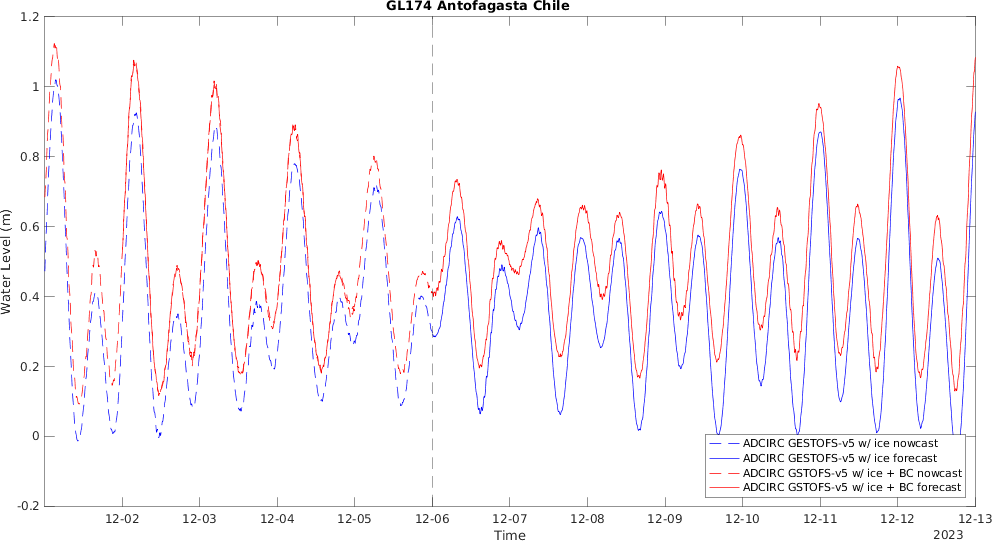 GL174 Antofagasta Chile
1.2
1
0.8
0.6
0.4
0.2
0
-0.2
Water Level (m)
ADCIRC GESTOFS-v5 w/ ice nowcast
ADCIRC GESTOFS-v5 w/ ice forecast
ADCIRC GSTOFS-v5 w/ ice + BC nowcast
ADCIRC GSTOFS-v5 w/ ice + BC forecast
12-02 12-03 12-04 12-05 12-06 12-07 12-08 12-09 12-10 12-11 12-12 12-13
Time
2023